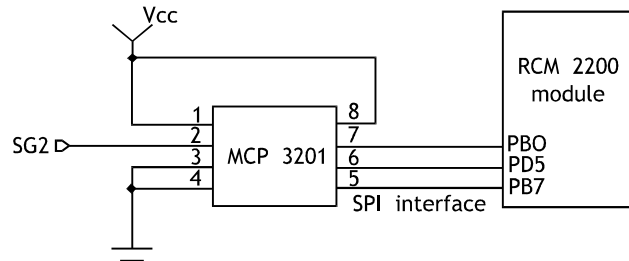 Vcc
RCM 2200
module
1
8
SG2
2
MCP 3201
7
PB0
3
6
PD5
4
5
PB7
SPI interface